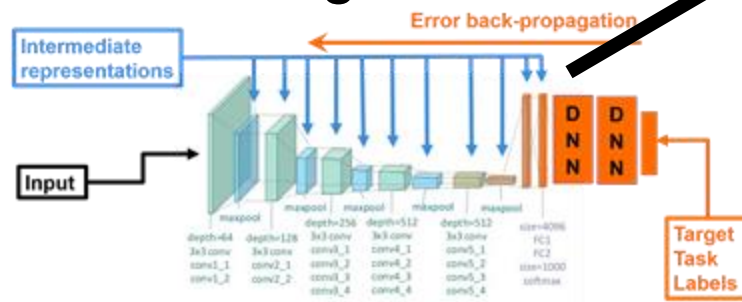 Error back-propagation
Intermediate
representations
D D
N N
N N
Input
maxpool
maxpool
maxpool
maxpool
maxpool
depth=64
3x3 conv
conv1_1
conv1_2
depth=128
3x3 conv
conv2_1
conv2_2
depth=256
3x3 conv
conv3_1
conv3_2
conv3_3
conv3_4
depth=512
3x3 conv
conv4_1
conv4_2
conv4_3
conv4_4
depth=512
3x3 conv
conv5_1
conv5_2
conv5_3
conv5_4
size=4096
FC1
FC2
size=1000
softmax
Target
Task
Labels